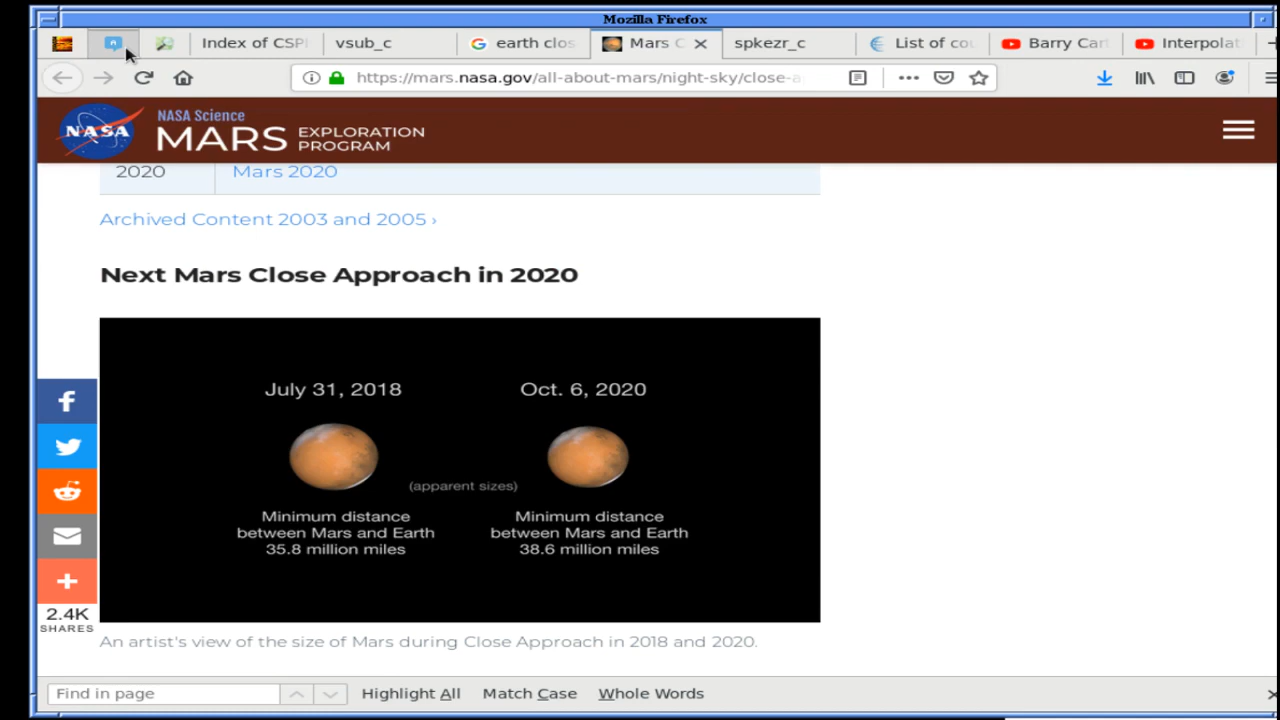 Mozilla Firefox
Index of CSPI
vsub_c
earth clos
Mars C
spkezr_c
List of cou
Barry Cart
Interpolat
https://mars.nasa.gov/all-about-mars/night-sky/close-a
NASA
NASA Science
MARS EXPLORATION PROGRAM
2020 Mars 2020
Archived Content 2003 and 2005 ›
Next Mars Close Approach in 2020
July 31, 2018
Oct. 6, 2020
(apparent sizes)
Minimum distance
between Mars and Earth
35.8 million miles
Minimum distance
between Mars and Earth
38.6 million miles
2.4K
SHARES
An artist's view of the size of Mars during Close Approach in 2018 and 2020.
Find in page
Highlight All
Match Case
Whole Words